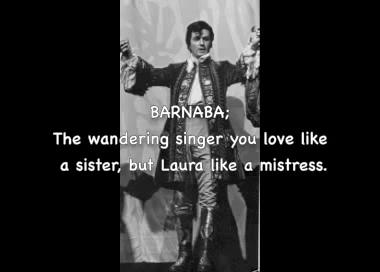 BARNABA;
The wandering singer you love like
a sister, but Laura like a mistress.